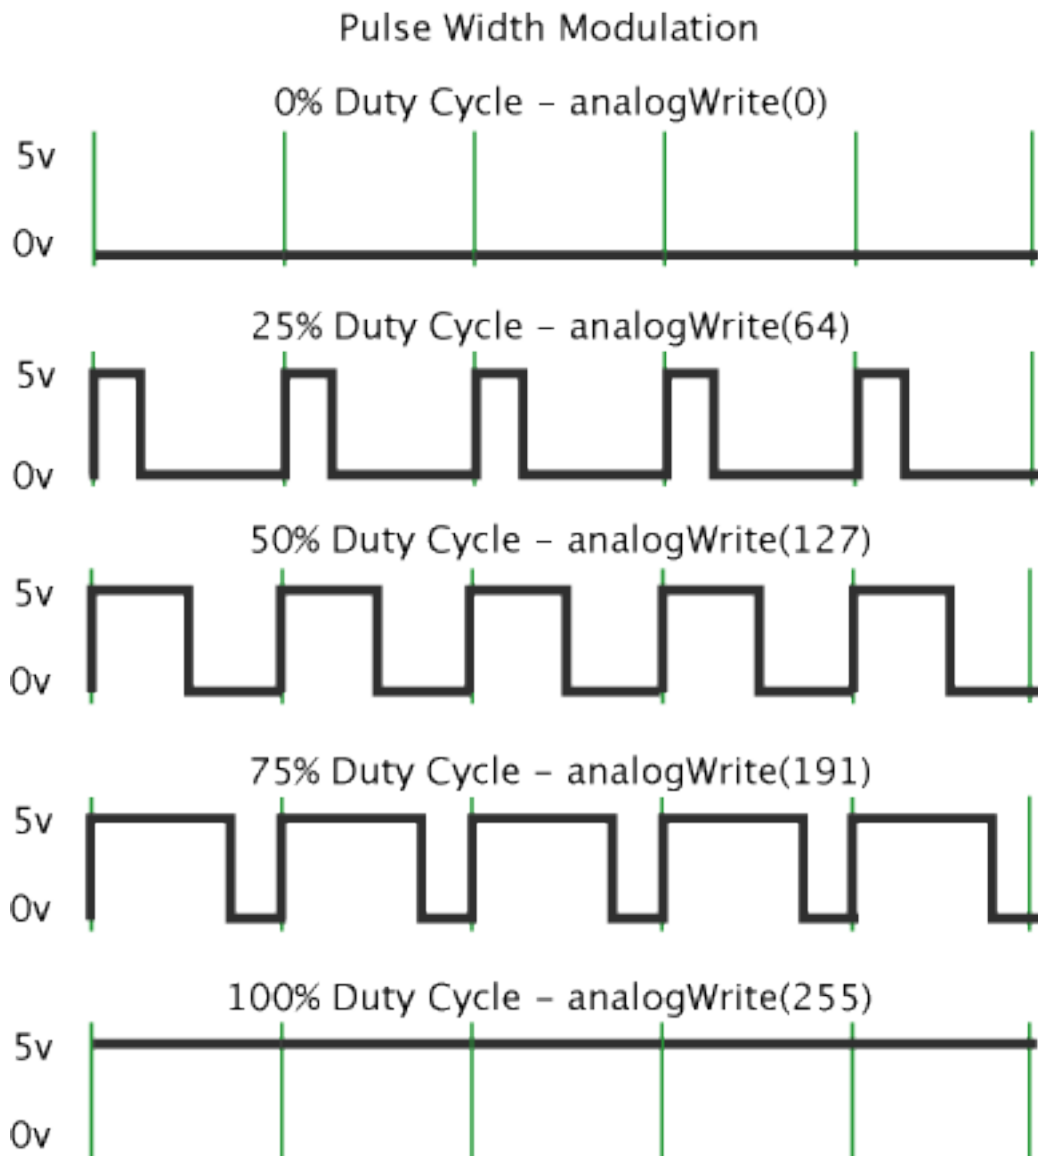 Pulse Width Modulation
0% Duty Cycle – analogWrite(0)
5v
0v
25% Duty Cycle – analogWrite(64)
5v
0v
50% Duty Cycle – analogWrite(127)
5v
0v
75% Duty Cycle – analogWrite(191)
5v
0v
100% Duty Cycle – analogWrite(255)
5v
0v